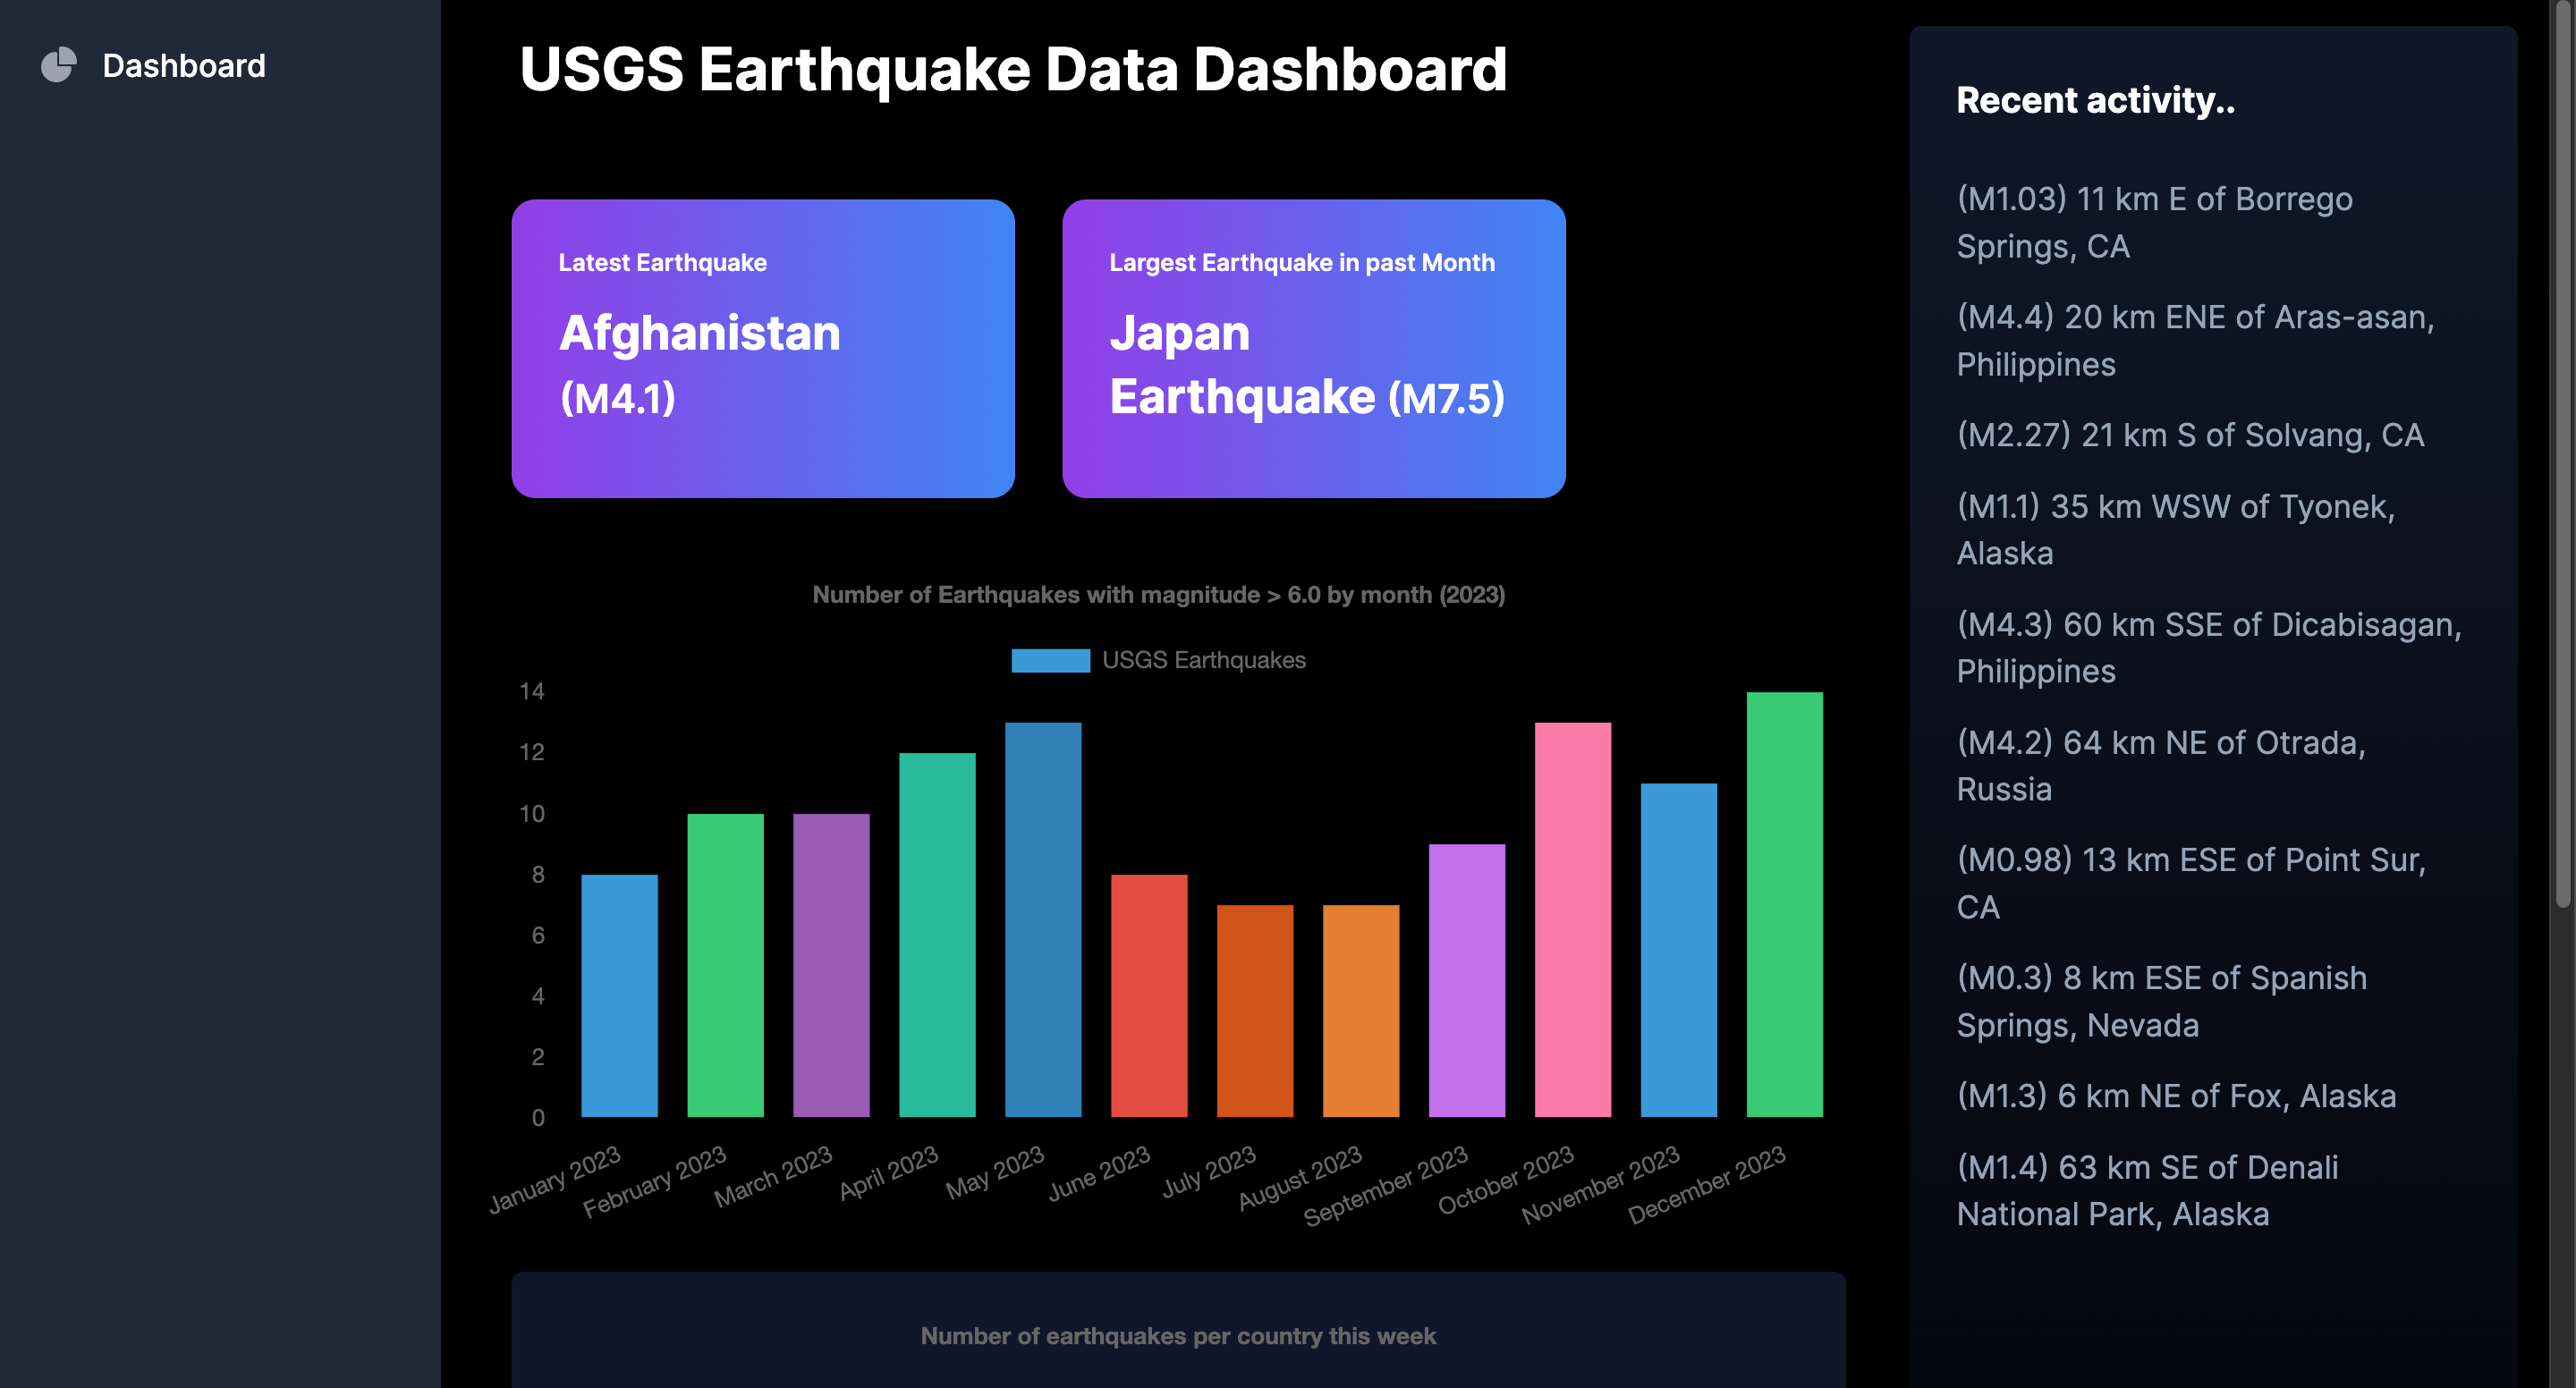 Dashboard
USGS Earthquake Data Dashboard
Latest Earthquake
Afghanistan
(M4.1)
Largest Earthquake in past Month
Japan
Earthquake (M7.5)
Number of Earthquakes with magnitude > 6.0 by month (2023)
USGS Earthquakes
14
12
10
8
6
4
2
0
January 2023
February 2023
March 2023
April 2023
May 2023
June 2023
July 2023
August 2023
September 2023
October 2023
November 2023
December 2023
Number of earthquakes per country this week
Recent activity..
(M1.03) 11 km E of Borrego
Springs, CA
(M4.4) 20 km ENE of Aras-asan,
Philippines
(M2.27) 21 km S of Solvang, CA
(M1.1) 35 km WSW of Tyonek,
Alaska
(M4.3) 60 km SSE of Dicabisagan,
Philippines
(M4.2) 64 km NE of Otrada,
Russia
(M0.98) 13 km ESE of Point Sur,
CA
(M0.3) 8 km ESE of Spanish
Springs, Nevada
(M1.3) 6 km NE of Fox, Alaska
(M1.4) 63 km SE of Denali
National Park, Alaska